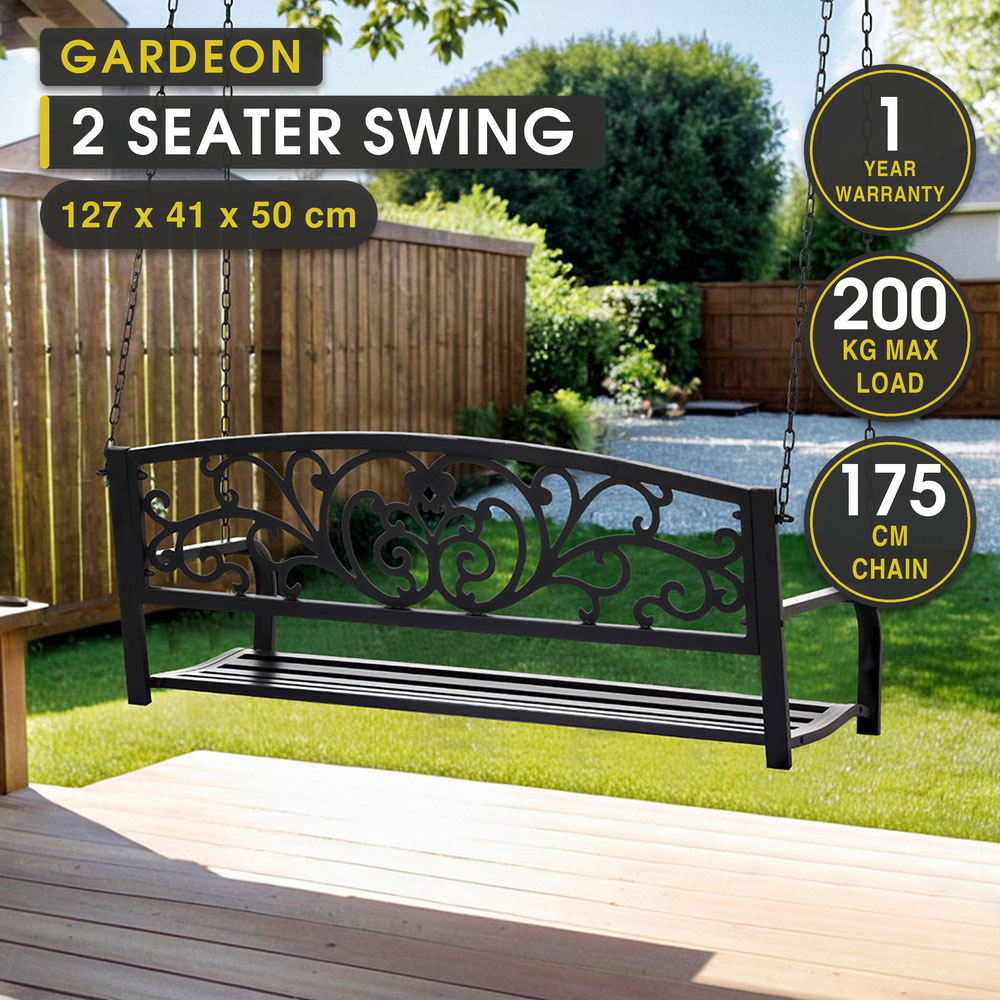 GARDEON
2 SEATER SWING
127 x 41 x 50 cm
1
YEAR
WARRANTY
200
KG MAX
LOAD
175
CM
CHAIN